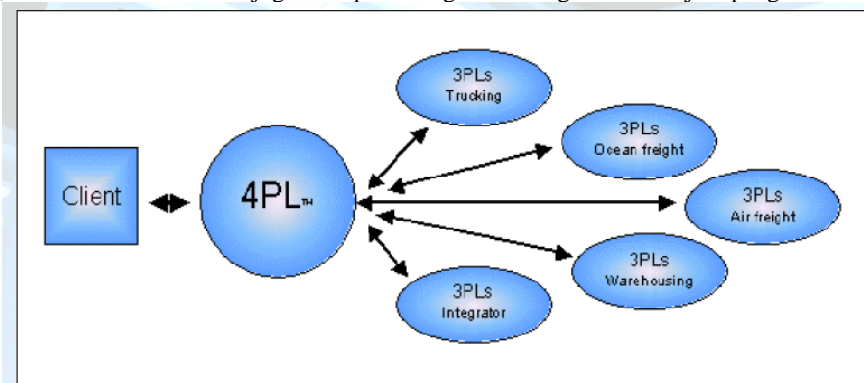 3PLs
Trucking
3PLs
Ocean freight
Client
4PL™
3PLs
Air freight
3PLs
Warehousing
3PLs
Integrator